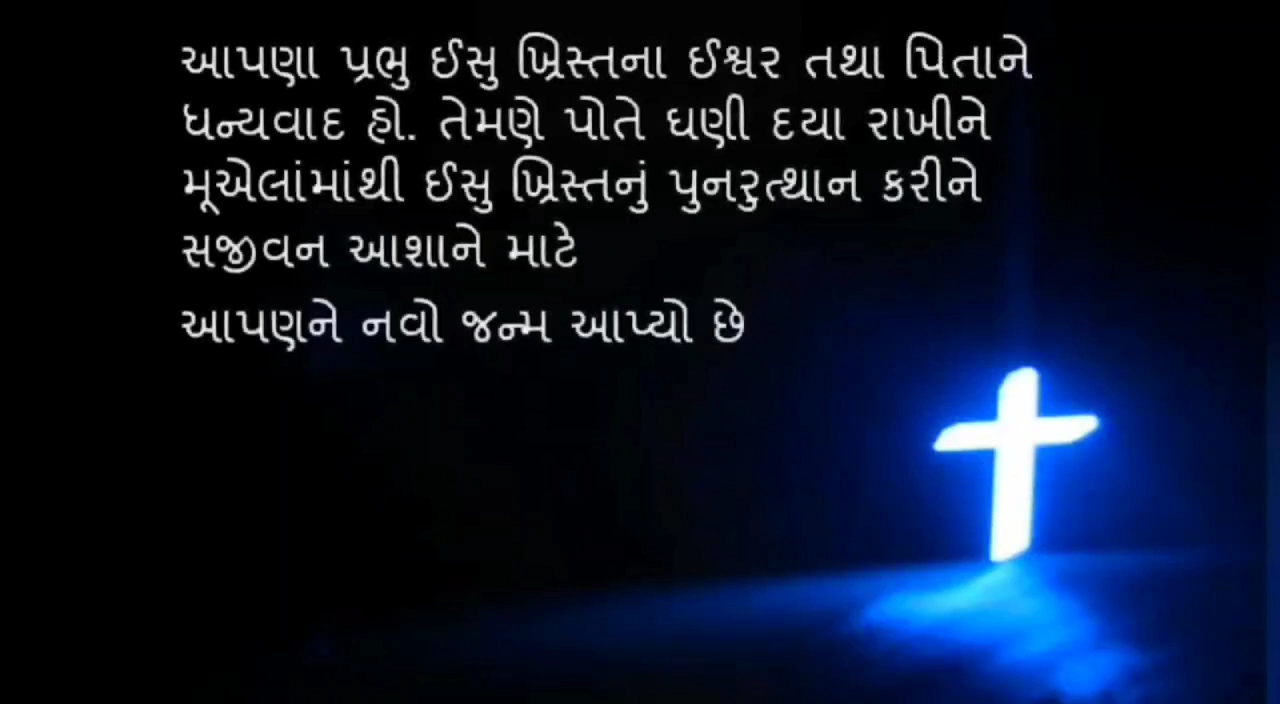 આપણા પ્રભુ ઈસુ ખ્રિસ્તના ઈશ્વર તથા પિતાને
ધન્યવાદ હો. તેમણે પોતે ઘણી દયા રાખીને
મૂએલાંમાંથી ઈસુ ખ્રિસ્તનું પુનરુત્થાન કરીને
સજીવન આશાને માટે
આપણને નવો જન્મ આપ્યો છે